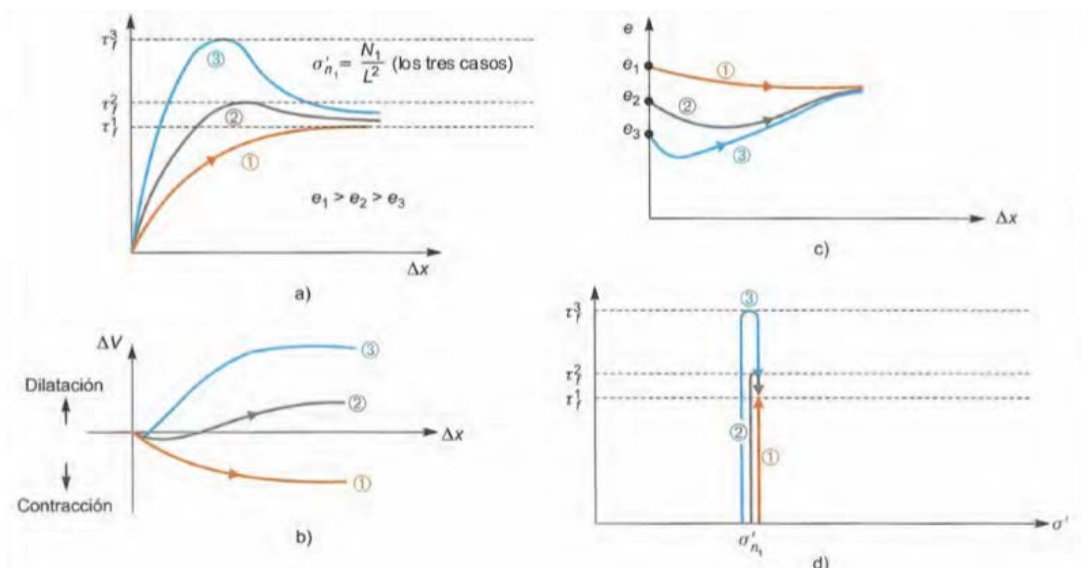 τ_f^3
τ_f^2
τ_f^1
③
②
①
σ'_{n_1} = N_1 / L^2 (los tres casos)
e_1 > e_2 > e_3
Δx
a)
e
e_1
e_2
e_3
①
②
③
Δx
c)
ΔV
Dilatación
Contracción
③
②
①
Δx
b)
τ_f^3
τ_f^2
τ_f^1
③
②
①
σ'_{n_1}
σ'
d)